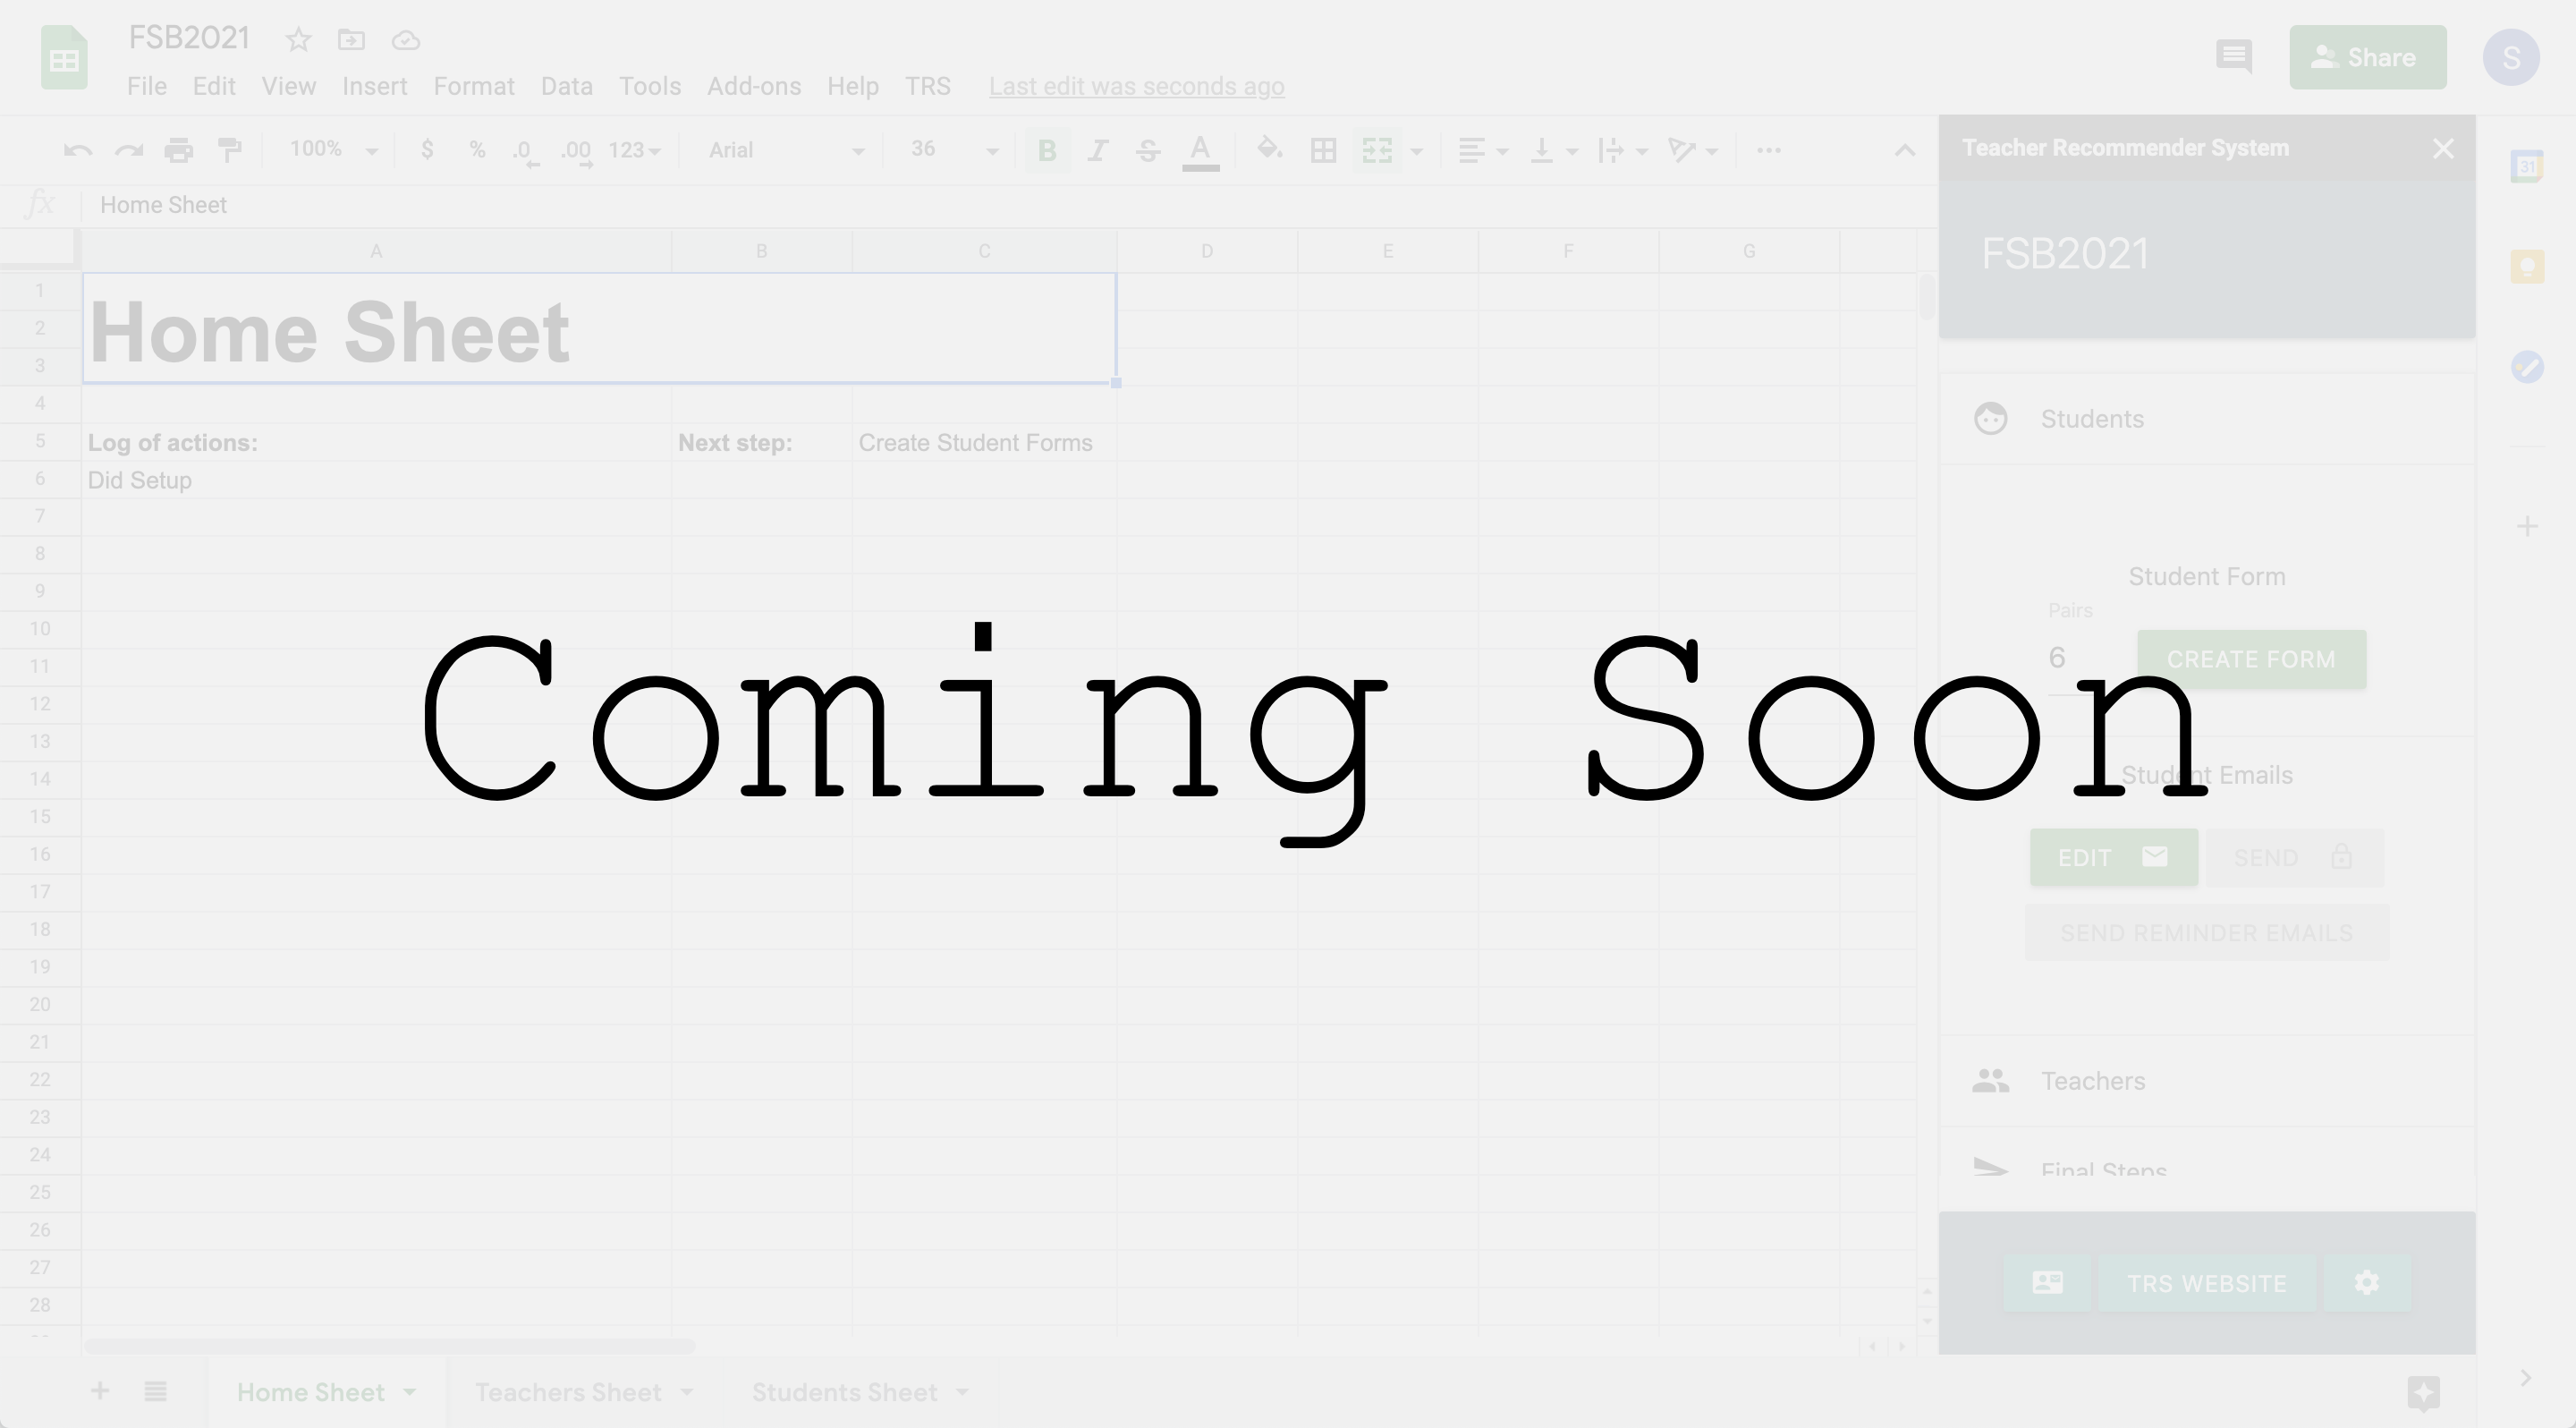 FSB2021
File Edit View Insert Format Data Tools Add-ons Help TRS Last edit was seconds ago
Share
S
100% $ % .0 .00 123 Arial 36 B I S A
fx Home Sheet
A B C D E F G
1
2
3
Home Sheet
4
5 Log of actions: Next step: Create Student Forms
6 Did Setup
7
8
9
10
11
12
13
14
15
16
17
18
19
20
21
22
23
24
25
26
27
28
Coming Soon
Teacher Recommender System
FSB2021
Students
Student Form
Pairs
6 CREATE FORM
Student Emails
EDIT SEND
SEND REMINDER EMAILS
Teachers
Final Steps
TRS WEBSITE
31
Home Sheet Teachers Sheet Students Sheet